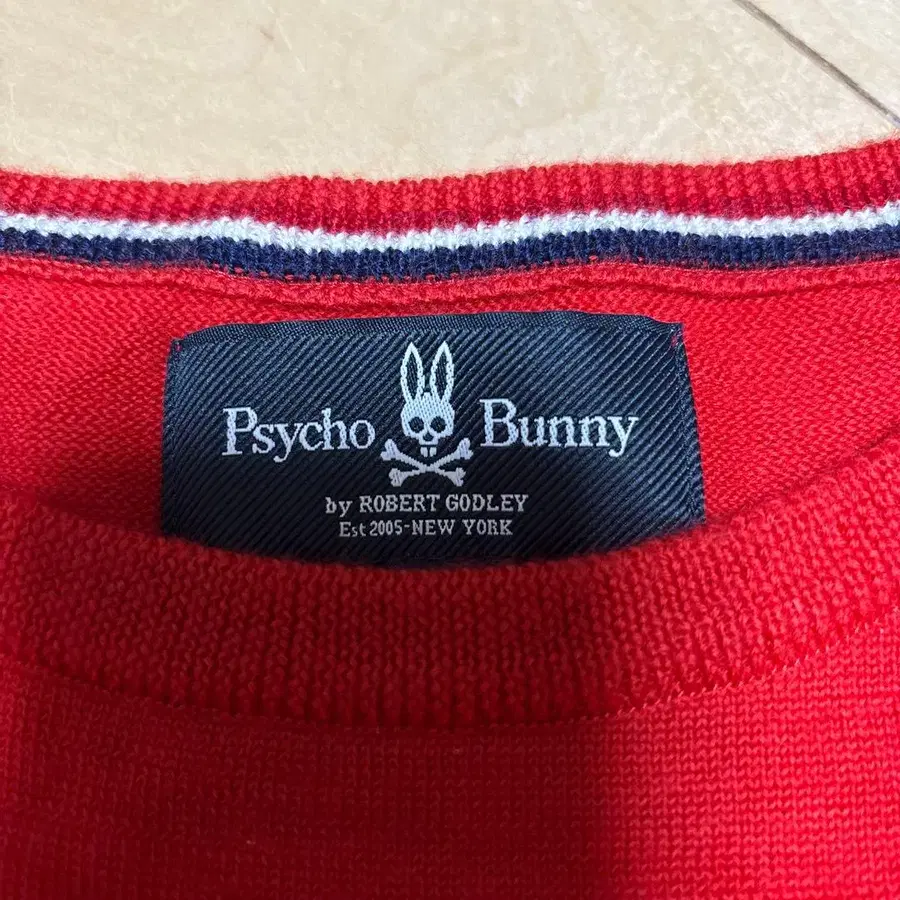 Psycho Bunny
by ROBERT GODLEY
Est 2005-NEW YORK